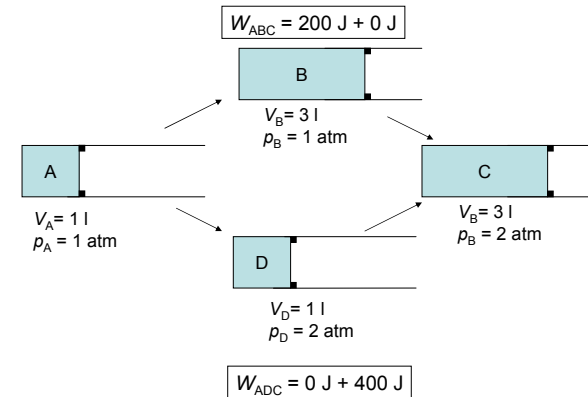 W_ABC = 200 J + 0 J
B
V_B= 3 l
p_B = 1 atm
A
V_A= 1 l
p_A = 1 atm
C
V_B= 3 l
p_B = 2 atm
D
V_D= 1 l
p_D = 2 atm
W_ADC = 0 J + 400 J